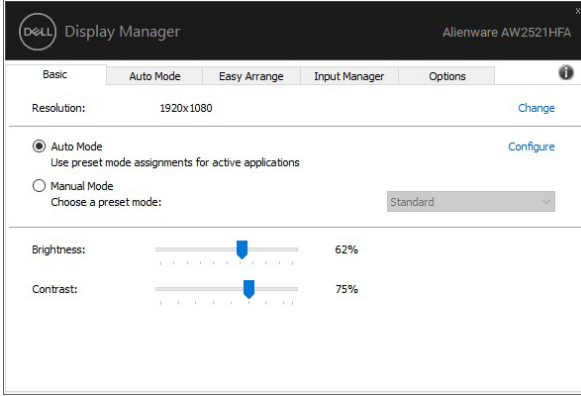 DELL Display Manager
Alienware AW2521HFA
x
Basic Auto Mode Easy Arrange Input Manager Options i
Resolution: 1920x1080 Change
Auto Mode Configure
Use preset mode assignments for active applications
Manual Mode
Choose a preset mode: Standard
Brightness: 62%
Contrast: 75%